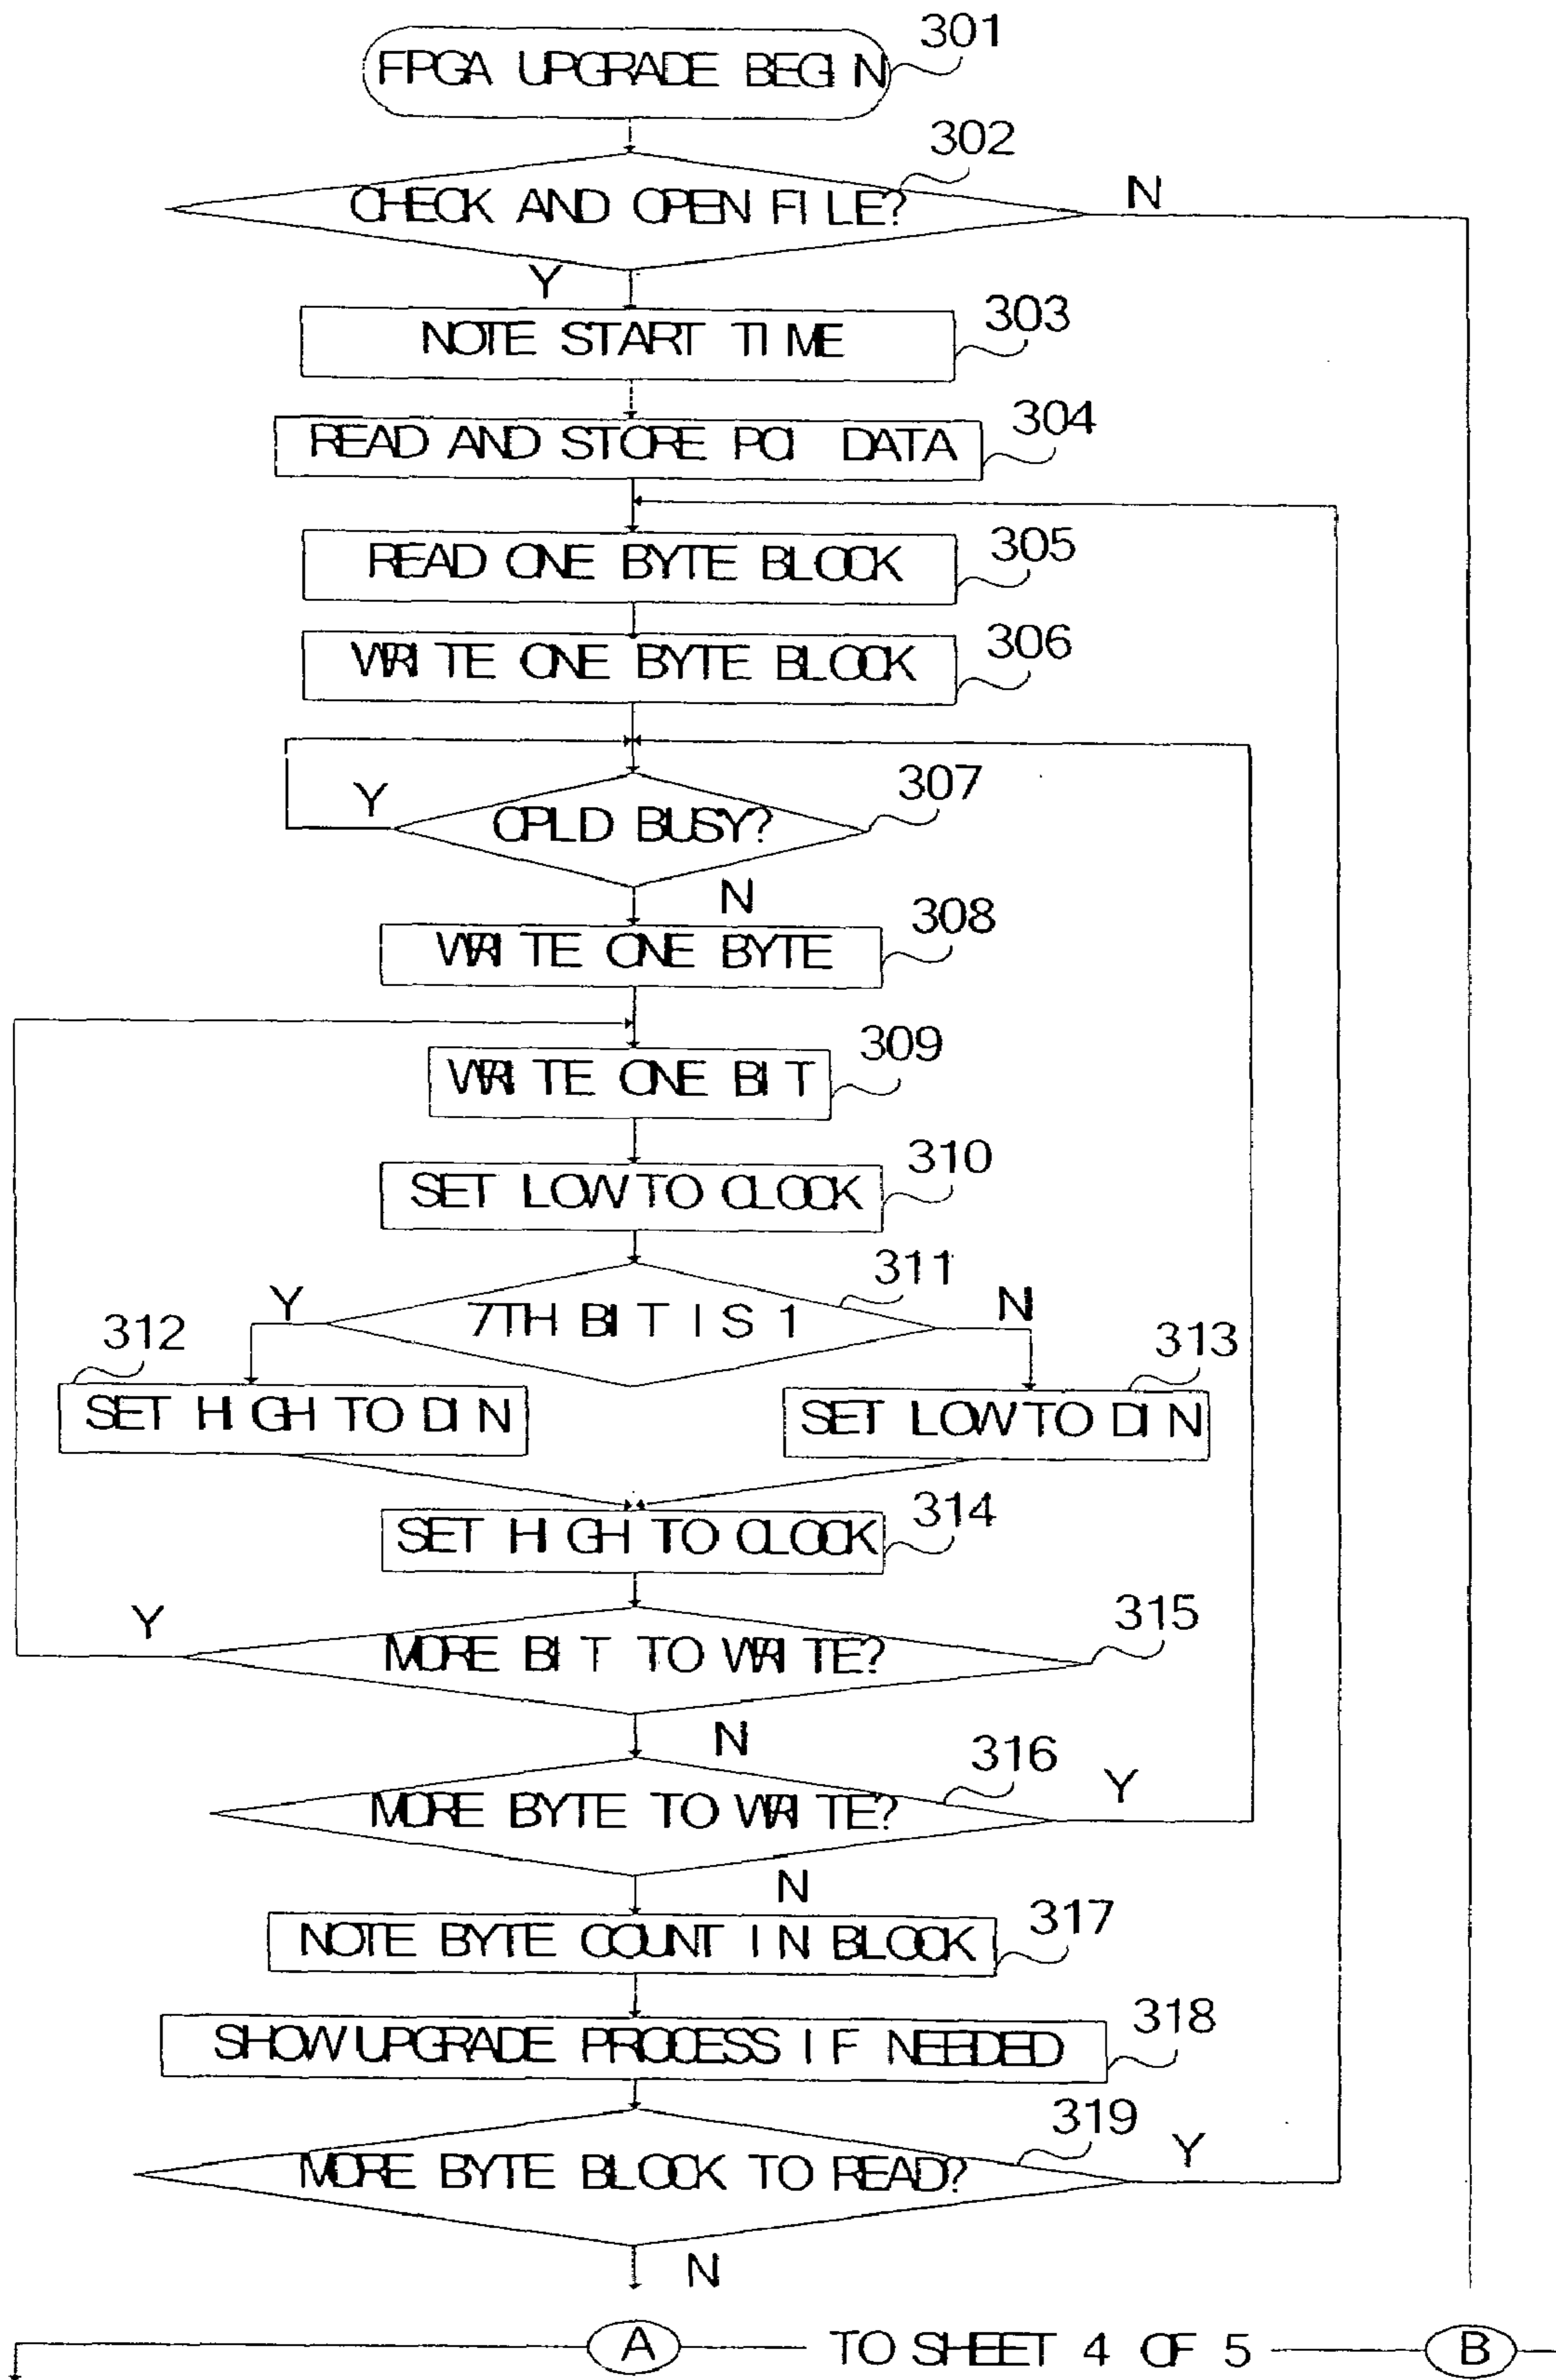 301
FPGA UPGRADE BEGIN
302
CHECK AND OPEN FILE?
N
Y
303
NOTE START TIME
304
READ AND STORE PCI DATA
305
READ ONE BYTE BLOCK
306
WRITE ONE BYTE BLOCK
307
Y
CPLD BUSY?
N
308
WRITE ONE BYTE
309
WRITE ONE BIT
310
SET LOW TO CLOCK
311
Y
7TH BIT IS 1
N
312
313
SET HIGH TO DIN
SET LOW TO DIN
314
SET HIGH TO CLOCK
315
Y
MORE BIT TO WRITE?
N
316
Y
MORE BYTE TO WRITE?
N
317
NOTE BYTE COUNT IN BLOCK
318
SHOW UPGRADE PROCESS IF NEEDED
319
Y
MORE BYTE BLOCK TO READ?
N
A TO SHEET 4 OF 5 B